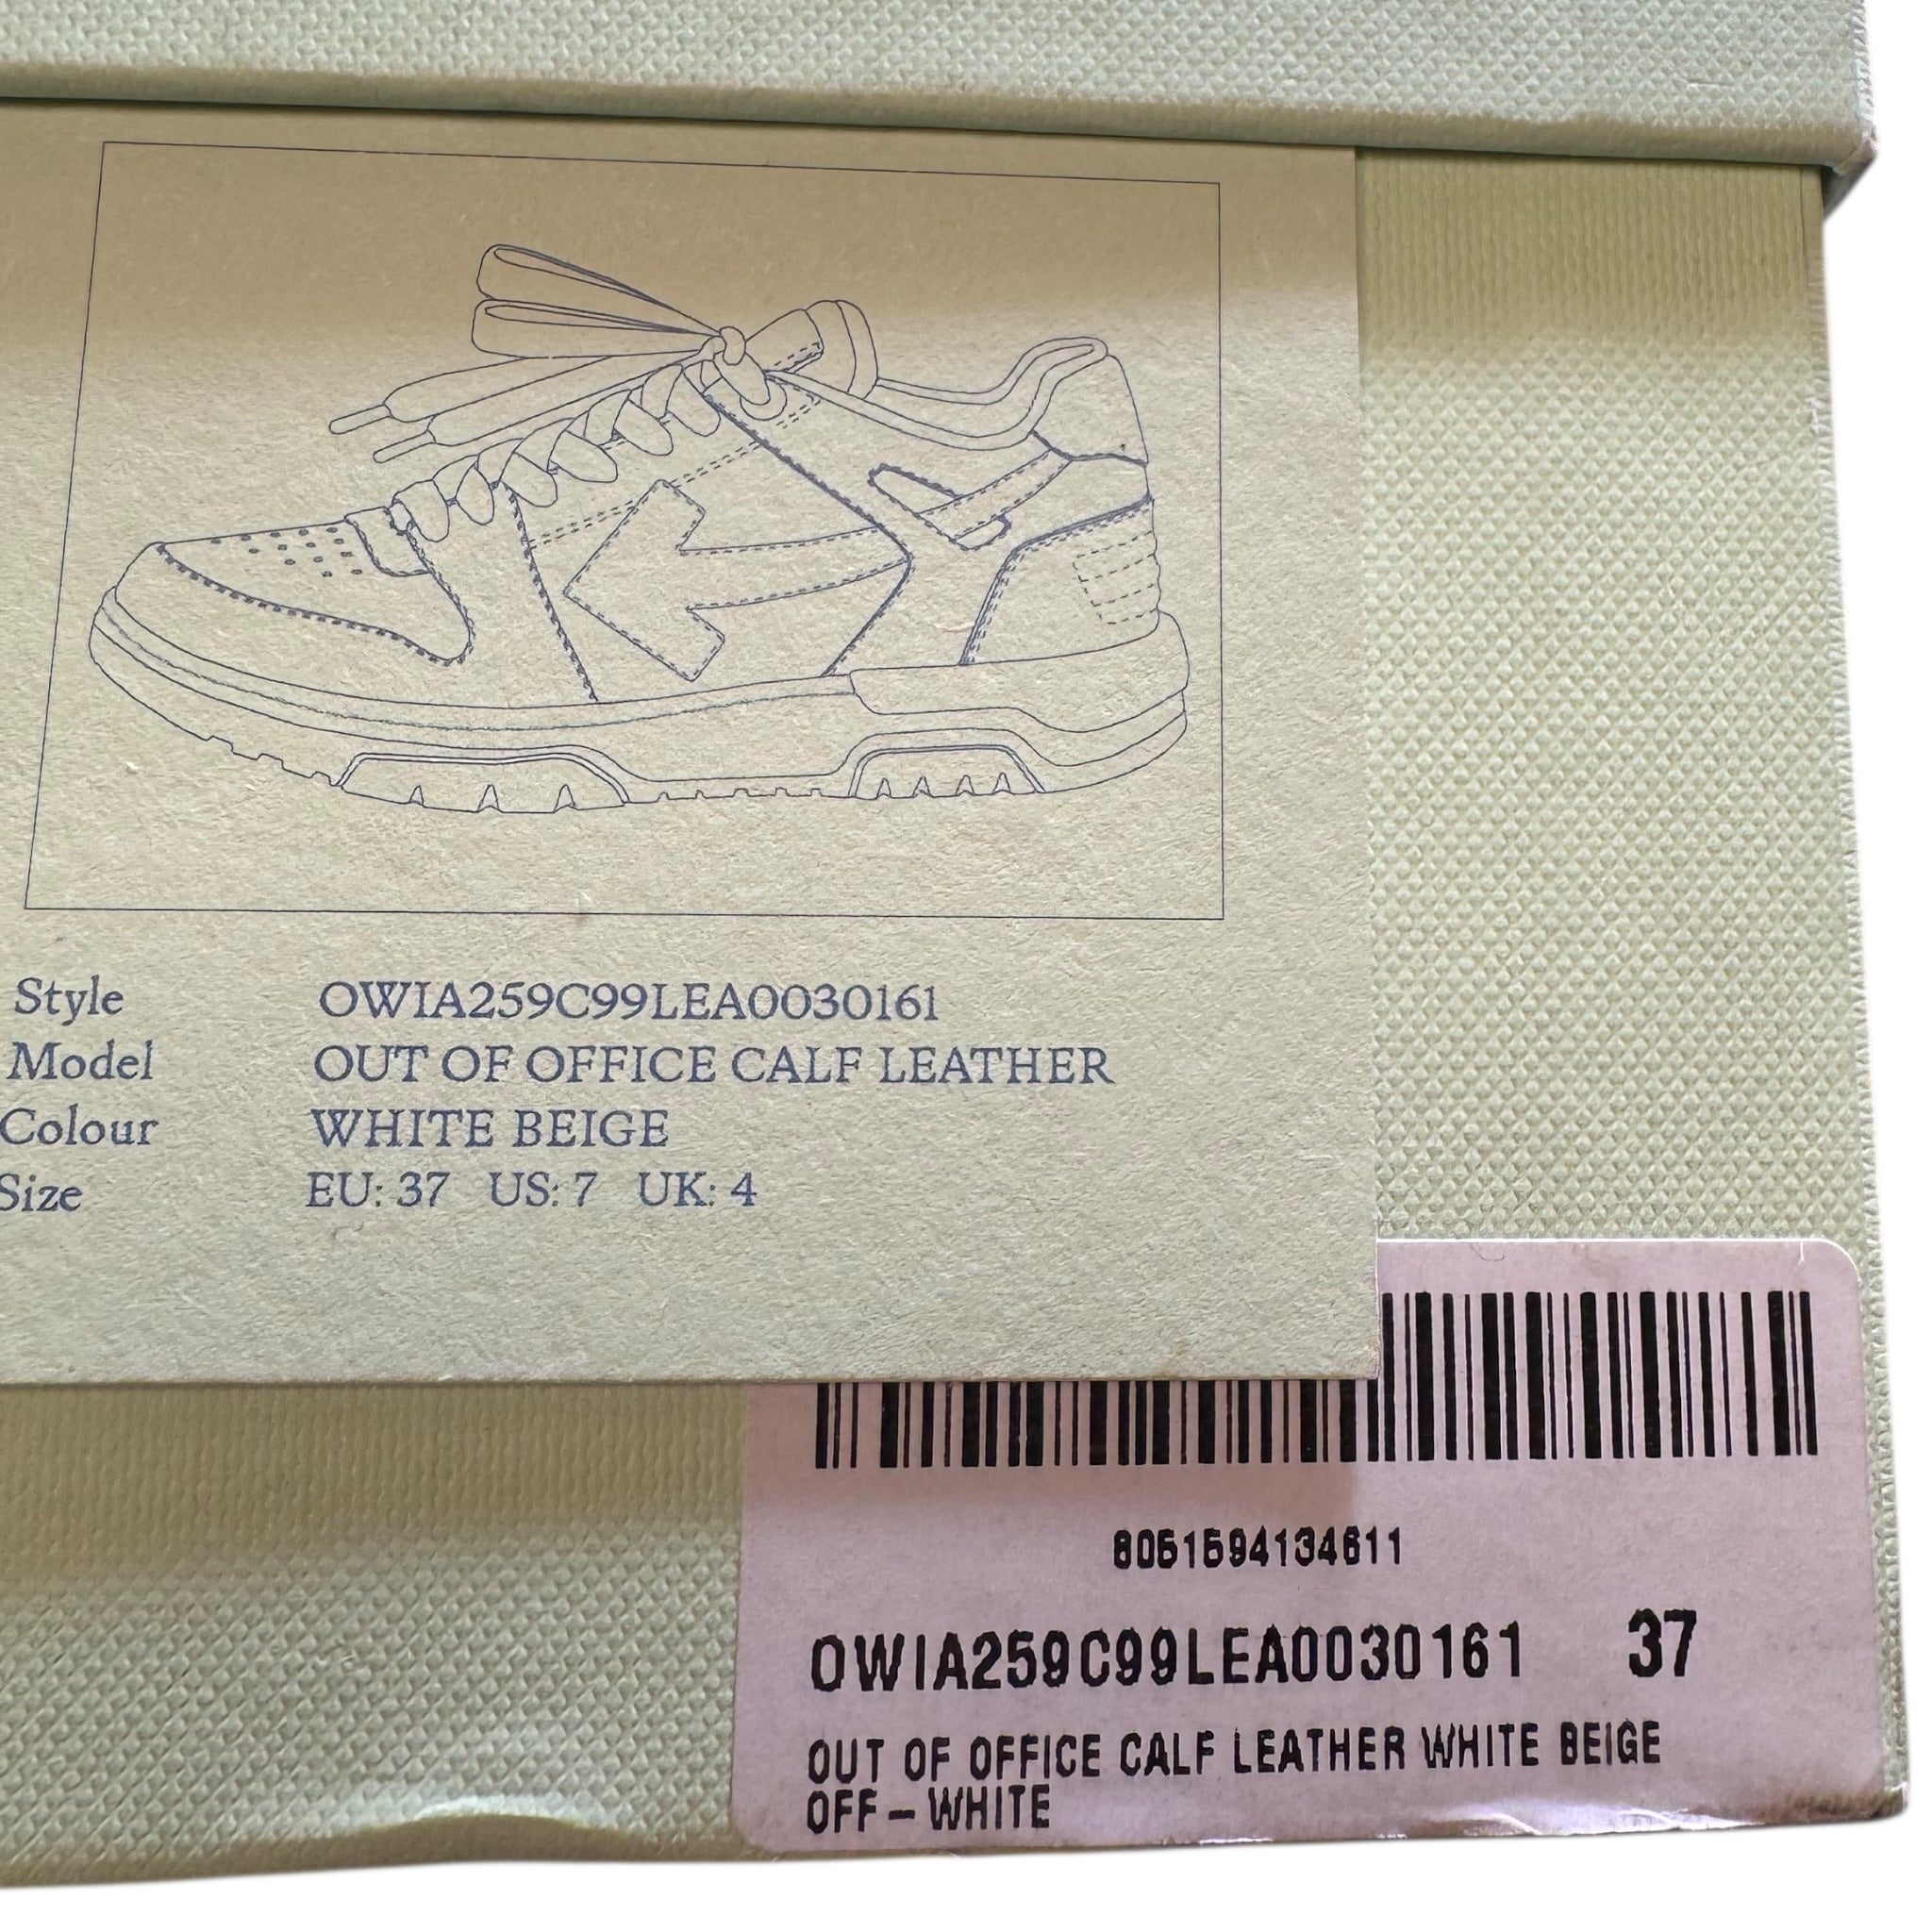 Style OWIA259C99LEA0030161
Model OUT OF OFFICE CALF LEATHER
Colour WHITE BEIGE
Size EU: 37 US: 7 UK: 4
8051594134611
OWIA259C99LEA0030161 37
OUT OF OFFICE CALF LEATHER WHITE BEIGE
OFF-WHITE